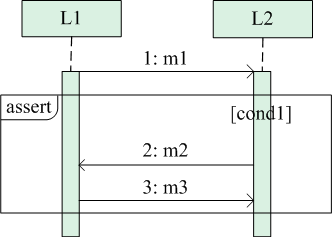 L1 L2
1: m1
assert
[cond1]
2: m2
3: m3